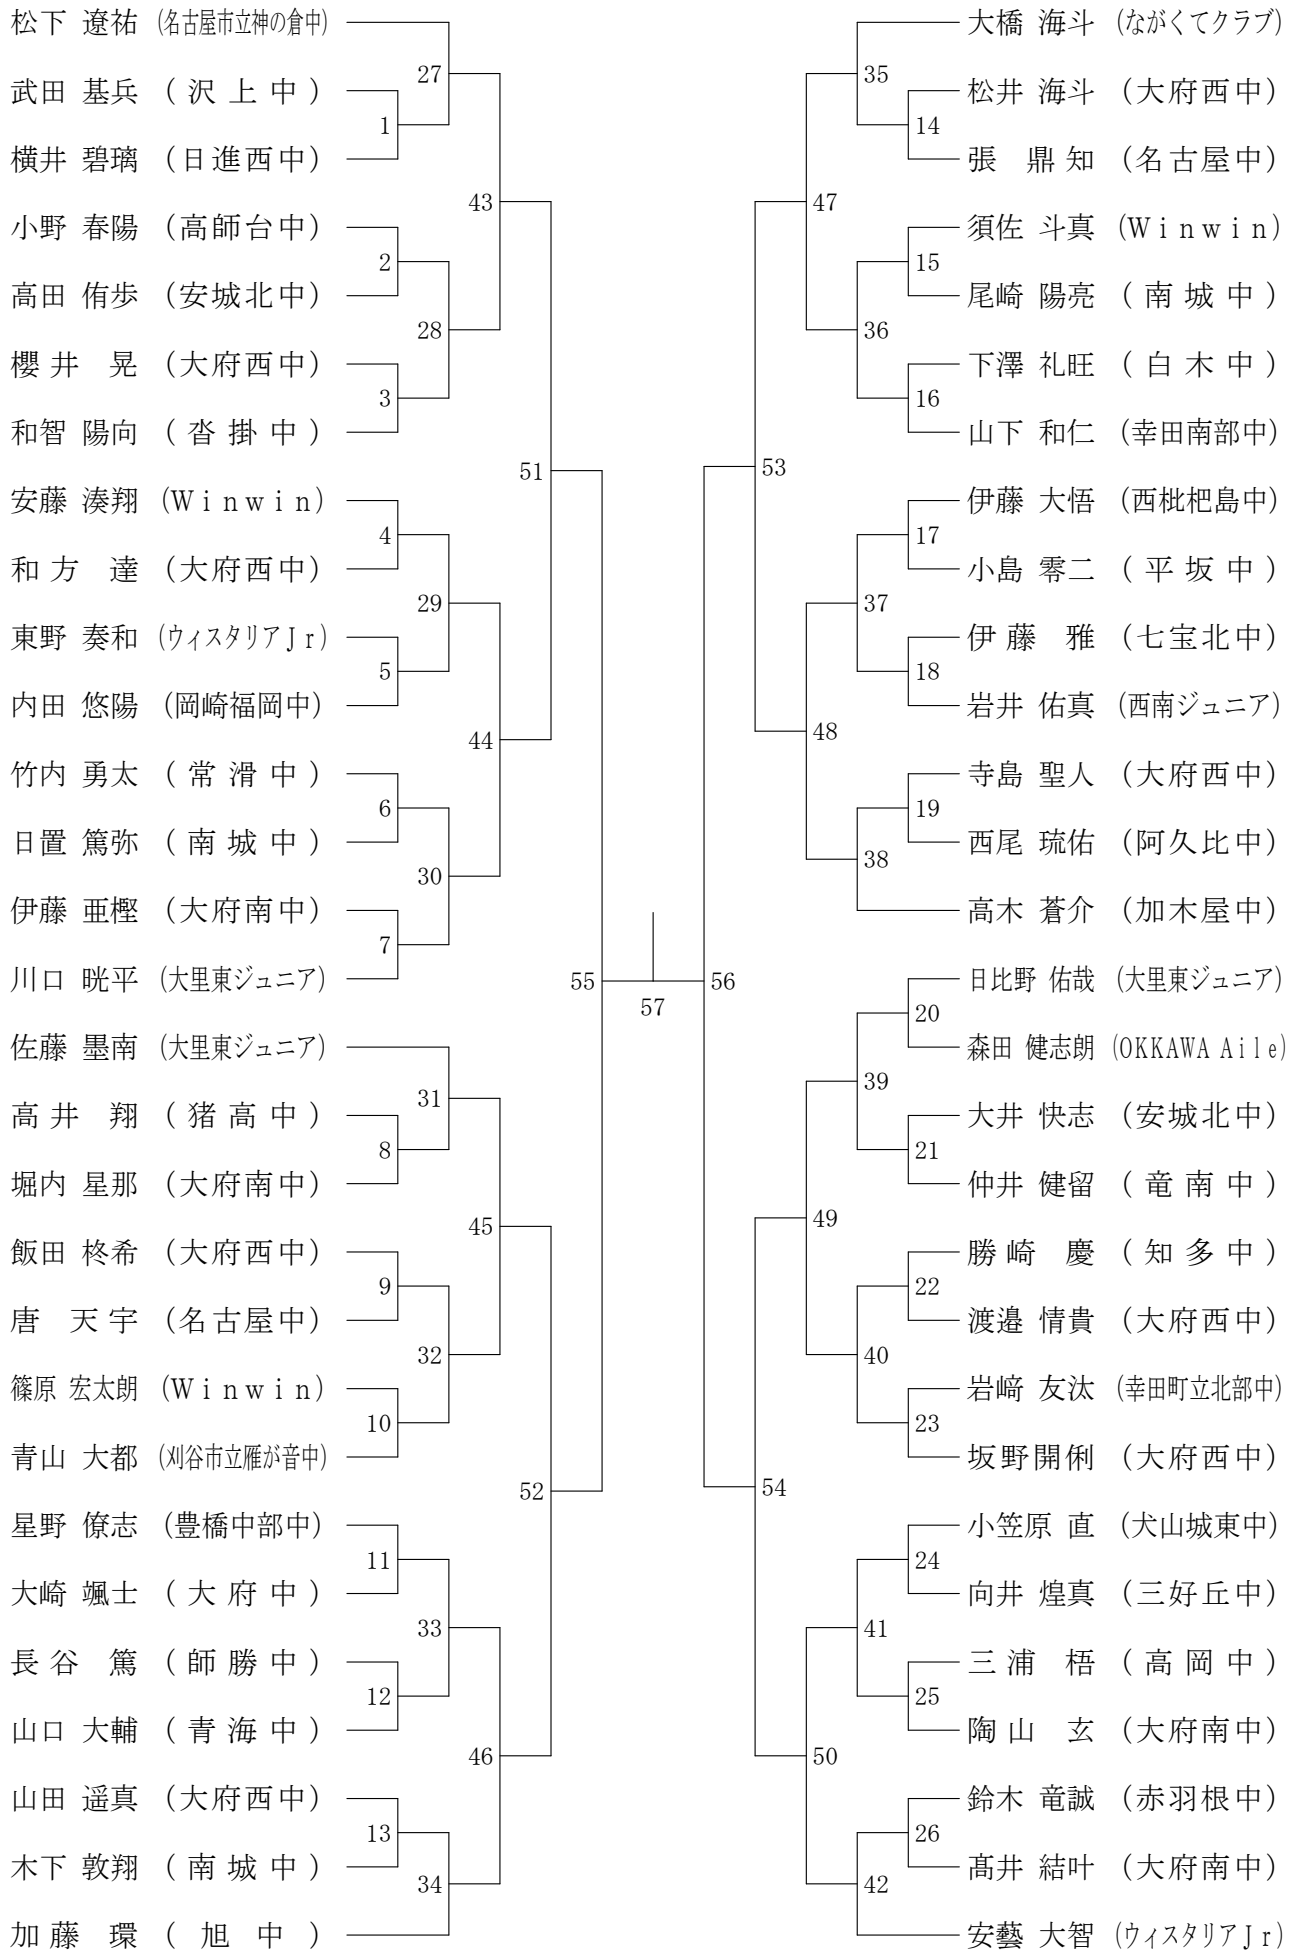 松下 遼祐 (名古屋市立神の倉中)
武田 基兵 (沢上中)
横井 碧璃 (日進西中)
小野 春陽 (高師台中)
高田 侑歩 (安城北中)
櫻井 晃 (大府西中)
和智 陽向 (沓掛中)
安藤 湊翔 (Winwin)
和方 達 (大府西中)
東野 奏和 (ウィスタリアJr)
内田 悠陽 (岡崎福岡中)
竹内 勇太 (常滑中)
日置 篤弥 (南城中)
伊藤 亜樫 (大府南中)
川口 晄平 (大里東ジュニア)
佐藤 墨南 (大里東ジュニア)
高井 翔 (猪高中)
堀内 星那 (大府南中)
飯田 柊希 (大府西中)
唐 天宇 (名古屋中)
篠原 宏太朗 (Winwin)
青山 大都 (刈谷市立雁が音中)
星野 僚志 (豊橋中部中)
大崎 颯士 (大府中)
長谷 篤 (師勝中)
山口 大輔 (青海中)
山田 遥真 (大府西中)
木下 敦翔 (南城中)
加藤 環 (旭中)
1
2
3
4
5
6
7
8
9
10
11
12
13
27
28
29
30
31
32
33
34
43
44
45
46
51
52
55
57
56
53
54
47
48
49
50
35
36
37
38
39
40
41
42
14
15
16
17
18
19
20
21
22
23
24
25
26
大橋 海斗 (ながくてクラブ)
松井 海斗 (大府西中)
張 鼎知 (名古屋中)
須佐 斗真 (Winwin)
尾崎 陽亮 (南城中)
下澤 礼旺 (白木中)
山下 和仁 (幸田南部中)
伊藤 大悟 (西枇杷島中)
小島 零二 (平坂中)
伊藤 雅 (七宝北中)
岩井 佑真 (西南ジュニア)
寺島 聖人 (大府西中)
西尾 琉佑 (阿久比中)
高木 蒼介 (加木屋中)
日比野 佑哉 (大里東ジュニア)
森田 健志朗 (OKKAWA Aile)
大井 快志 (安城北中)
仲井 健留 (竜南中)
勝崎 慶 (知多中)
渡邉 情貴 (大府西中)
岩﨑 友汰 (幸田町立北部中)
坂野開俐 (大府西中)
小笠原 直 (犬山城東中)
向井 煌真 (三好丘中)
三浦 梧 (高岡中)
陶山 玄 (大府南中)
鈴木 竜誠 (赤羽根中)
髙井 結叶 (大府南中)
安藝 大智 (ウィスタリアJr)